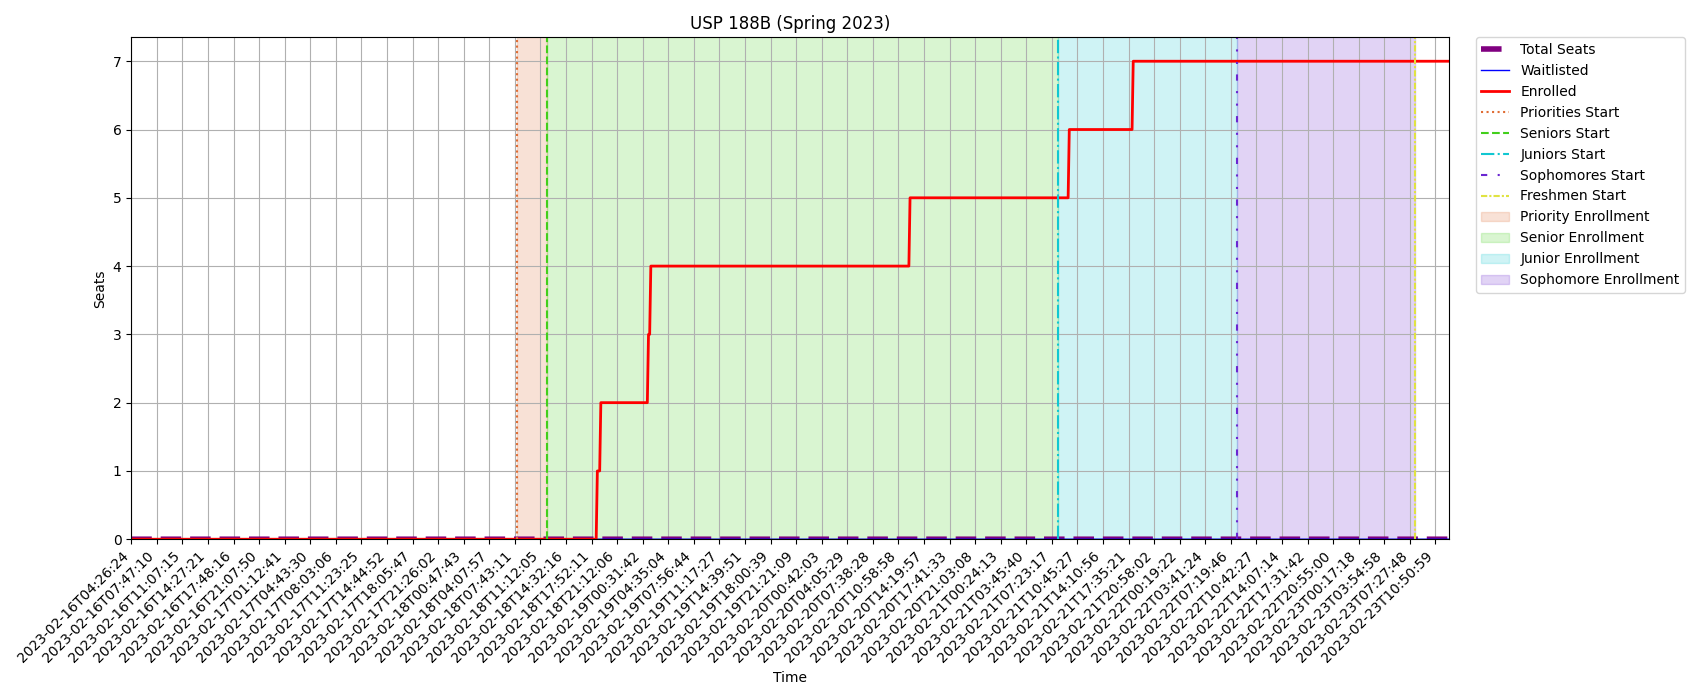 USP 188B (Spring 2023)
Seats
7
6
5
4
3
2
1
0
2023-02-16T04:26:24
2023-02-16T07:47:10
2023-02-16T11:07:15
2023-02-16T14:27:21
2023-02-16T17:48:16
2023-02-16T21:07:50
2023-02-17T01:12:41
2023-02-17T04:43:30
2023-02-17T08:03:06
2023-02-17T11:23:25
2023-02-17T14:44:52
2023-02-17T18:05:47
2023-02-17T21:26:02
2023-02-18T00:47:43
2023-02-18T04:07:57
2023-02-18T07:43:11
2023-02-18T11:12:05
2023-02-18T14:32:16
2023-02-18T17:52:11
2023-02-18T21:12:06
2023-02-19T00:31:42
2023-02-19T04:35:04
2023-02-19T07:56:44
2023-02-19T11:17:27
2023-02-19T14:39:51
2023-02-19T18:00:39
2023-02-19T21:21:09
2023-02-20T00:42:03
2023-02-20T04:05:29
2023-02-20T07:38:28
2023-02-20T10:58:58
2023-02-20T14:19:57
2023-02-20T17:41:33
2023-02-20T21:03:08
2023-02-21T00:24:13
2023-02-21T03:45:40
2023-02-21T07:23:17
2023-02-21T10:45:27
2023-02-21T14:10:56
2023-02-21T17:35:21
2023-02-21T20:58:02
2023-02-22T00:19:22
2023-02-22T03:41:24
2023-02-22T07:19:46
2023-02-22T10:42:27
2023-02-22T14:07:14
2023-02-22T17:31:42
2023-02-22T20:55:00
2023-02-23T00:17:18
2023-02-23T03:54:58
2023-02-23T07:27:48
2023-02-23T10:50:59
Time
Total Seats
Waitlisted
Enrolled
Priorities Start
Seniors Start
Juniors Start
Sophomores Start
Freshmen Start
Priority Enrollment
Senior Enrollment
Junior Enrollment
Sophomore Enrollment